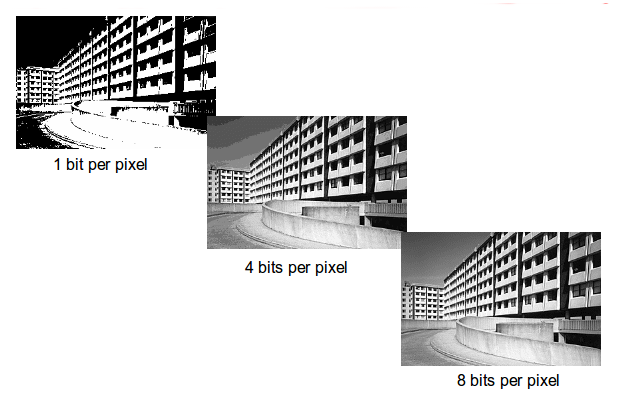 1 bit per pixel
4 bits per pixel
8 bits per pixel